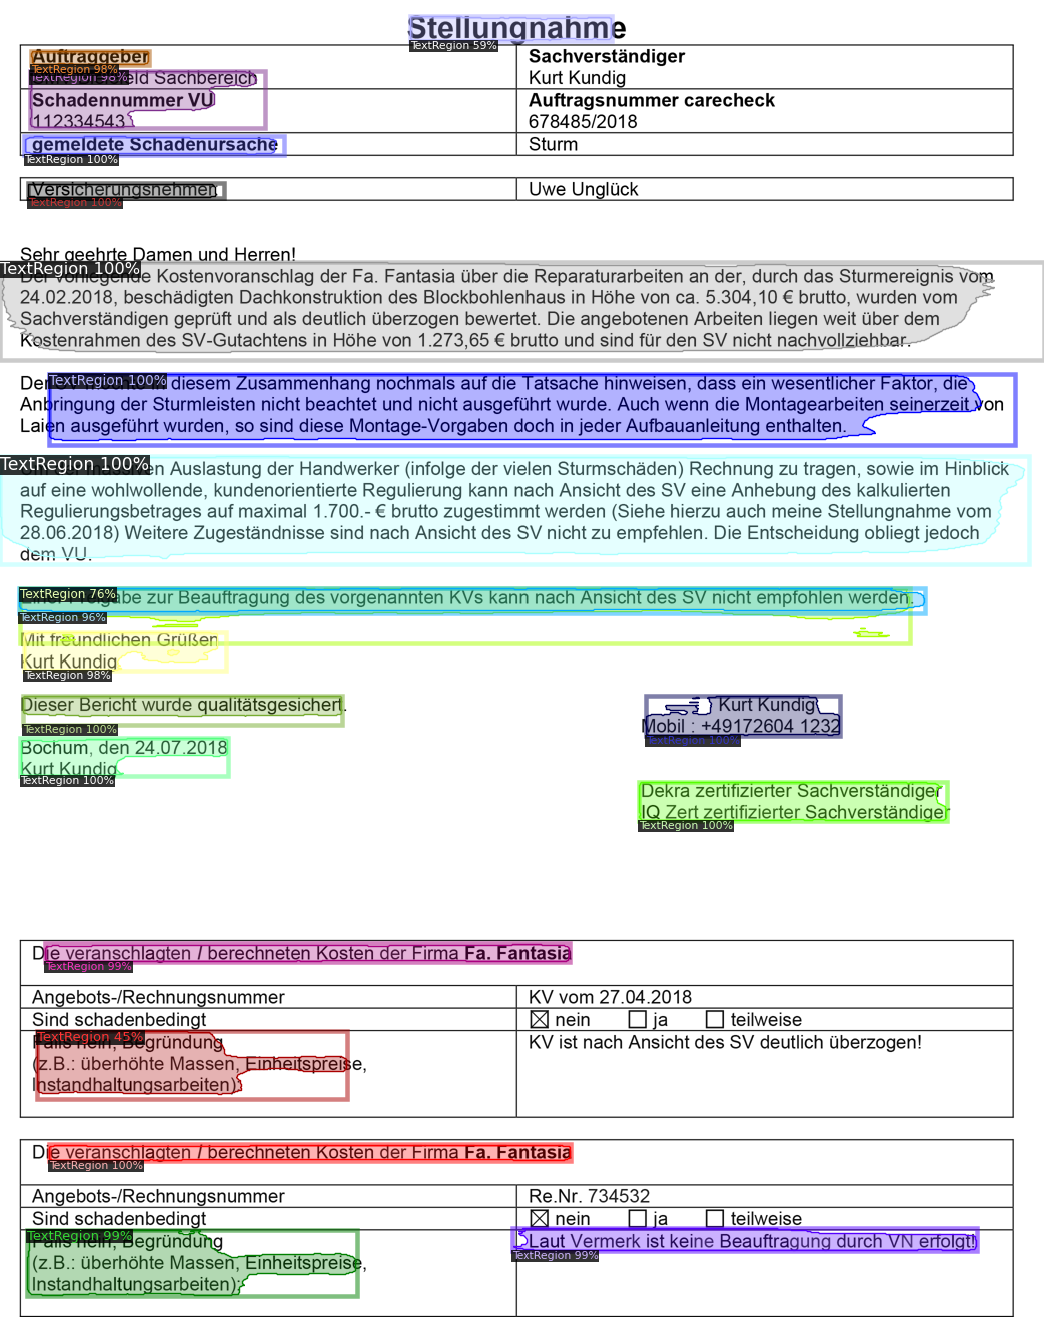 Stellungnahme
TextRegion 59%
Auftraggeber
Sachverständiger
TextRegion 98%
TextRegion 98%
eld Sachbereich
Kurt Kundig
Schadennummer VU
Auftragsnummer carecheck
112334543
678485/2018
gemeldete Schadenursache
Sturm
TextRegion 100%
Versicherungsnehmen
Uwe Unglück
TextRegion 100%
Sehr geehrte Damen und Herren!
TextRegion 100%
Der vorliegende Kostenvoranschlag der Fa. Fantasia über die Reparaturarbeiten an der, durch das Sturmereignis vom
24.02.2018, beschädigten Dachkonstruktion des Blockbohlenhaus in Höhe von ca. 5.304,10 € brutto, wurden vom
Sachverständigen geprüft und als deutlich überzogen bewertet. Die angebotenen Arbeiten liegen weit über dem
Kostenrahmen des SV-Gutachtens in Höhe von 1.273,65 € brutto und sind für den SV nicht nachvollziehbar.
TextRegion 100%
Der diesem Zusammenhang nochmals auf die Tatsache hinweisen, dass ein wesentlicher Faktor, die
Anbringung der Sturmleisten nicht beachtet und nicht ausgeführt wurde. Auch wenn die Montagearbeiten seinerzeit von
Laien ausgeführt wurden, so sind diese Montage-Vorgaben doch in jeder Aufbauanleitung enthalten.
TextRegion 100%
en Auslastung der Handwerker (infolge der vielen Sturmschäden) Rechnung zu tragen, sowie im Hinblick
auf eine wohlwollende, kundenorientierte Regulierung kann nach Ansicht des SV eine Anhebung des kalkulierten
Regulierungsbetrages auf maximal 1.700.- € brutto zugestimmt werden (Siehe hierzu auch meine Stellungnahme vom
28.06.2018) Weitere Zugeständnisse sind nach Ansicht des SV nicht zu empfehlen. Die Entscheidung obliegt jedoch
dem VU.
TextRegion 76%
gabe zur Beauftragung des vorgenannten KVs kann nach Ansicht des SV nicht empfohlen werden.
TextRegion 96%
Mit freundlichen Grüßen
Kurt Kundig
TextRegion 98%
Dieser Bericht wurde qualitätsgesichert.
TextRegion 100%
Bochum, den 24.07.2018
Kurt Kundig
TextRegion 100%
Kurt Kundig
Mobil : +49172604 1232
TextRegion 100%
Dekra zertifizierter Sachverständiger
IQ Zert zertifizierter Sachverständiger
TextRegion 100%
Die veranschlagten / berechneten Kosten der Firma Fa. Fantasia
TextRegion 99%
Angebots-/Rechnungsnummer
KV vom 27.04.2018
Sind schadenbedingt
☒ nein ☐ ja ☐ teilweise
TextRegion 45%
Falls nein, Begründung
KV ist nach Ansicht des SV deutlich überzogen!
(z.B.: überhöhte Massen, Einheitspreise,
Instandhaltungsarbeiten):
Die veranschlagten / berechneten Kosten der Firma Fa. Fantasia
TextRegion 100%
Angebots-/Rechnungsnummer
Re.Nr. 734532
Sind schadenbedingt
☒ nein ☐ ja ☐ teilweise
TextRegion 99%
Falls nein, Begründung
Laut Vermerk ist keine Beauftragung durch VN erfolgt!
TextRegion 99%
(z.B.: überhöhte Massen, Einheitspreise,
Instandhaltungsarbeiten):